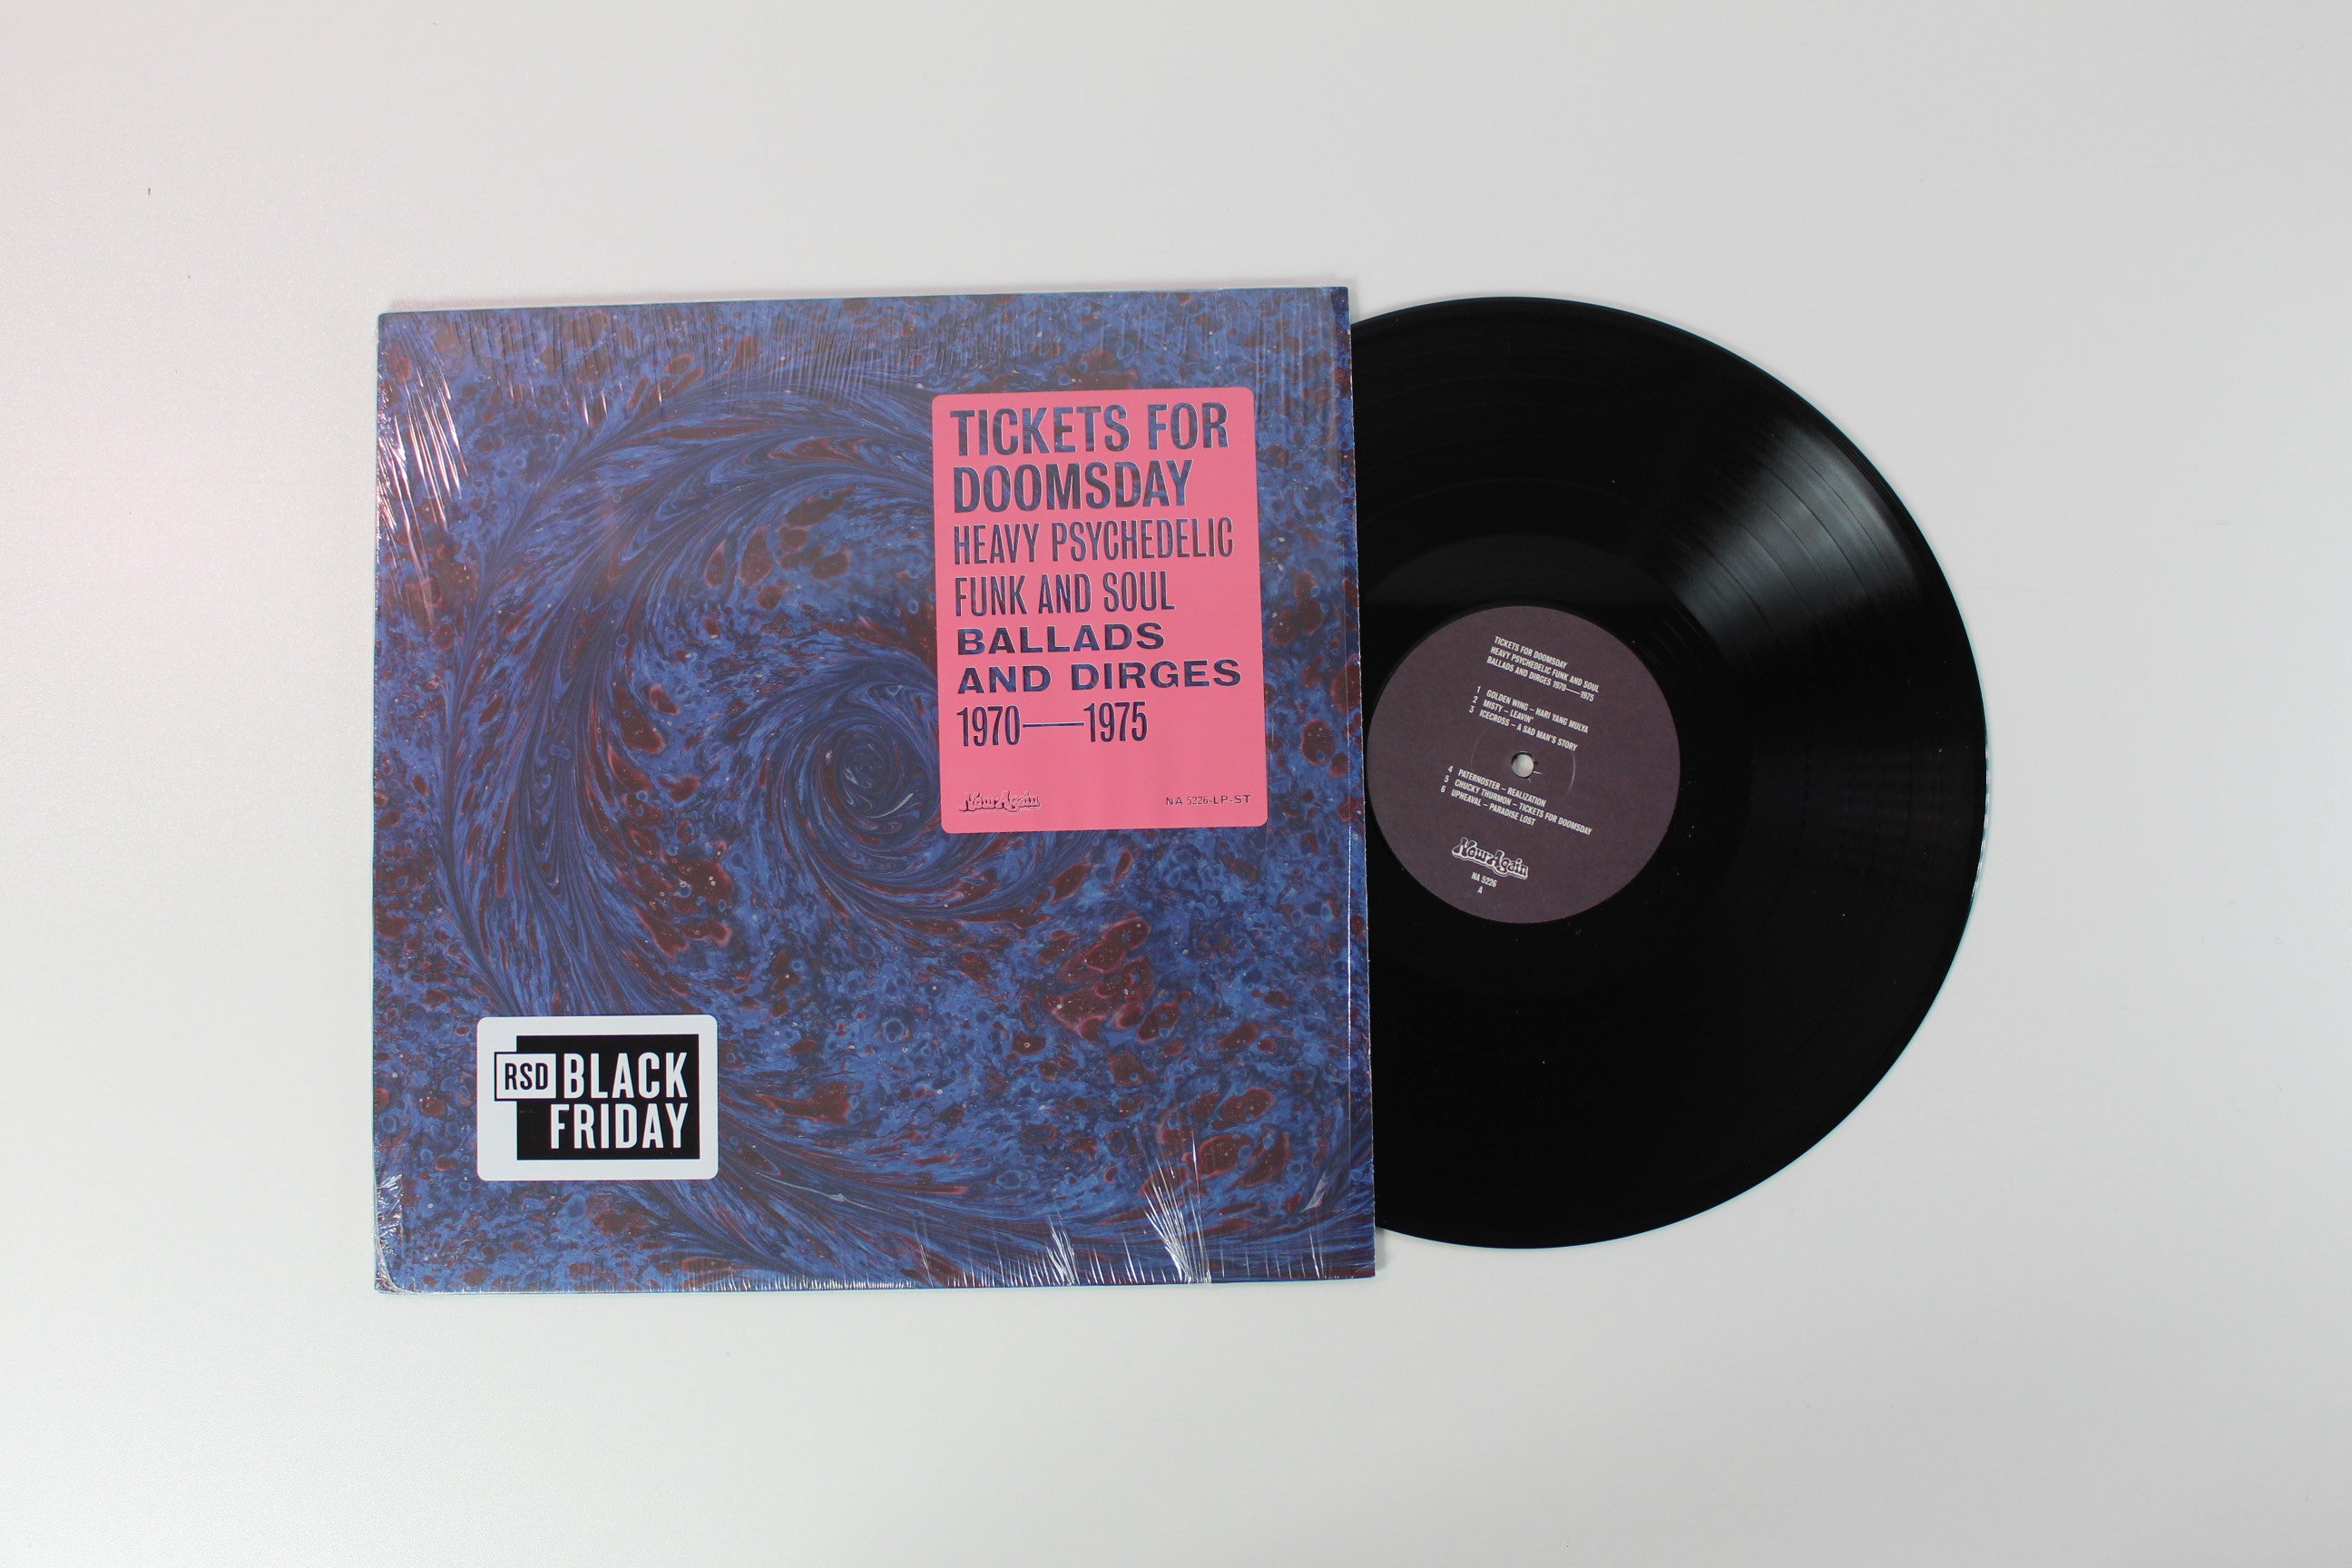 TICKETS FOR
DOOMSDAY
HEAVY PSYCHEDELIC
FUNK AND SOUL
BALLADS
AND DIRGES
1970—1975
Now-Again
NA 5226-LP-ST
RSD BLACK
FRIDAY
TICKETS FOR DOOMSDAY
HEAVY PSYCHEDELIC FUNK AND SOUL
BALLADS AND DIRGES 1970—1975
1 GOLDEN WING – HARI YANG MULYA
2 MISTY – LEAVIN'
3 ICECROSS – A SAD MAN'S STORY
4 PATERNOSTER – REALIZATION
5 CHUCKY THURMON – TICKETS FOR DOOMSDAY
6 UPHEAVAL – PARADISE LOST
Now-Again
NA 5226
A